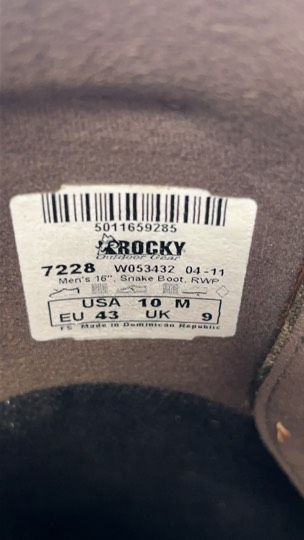 5011659285
ROCKY
Outdoor Gear
7228 W053432 04-11
Men's 16", Snake Boot, RWP
USA 10 M
EU 43 UK 9
FS Made in Dominican Republic